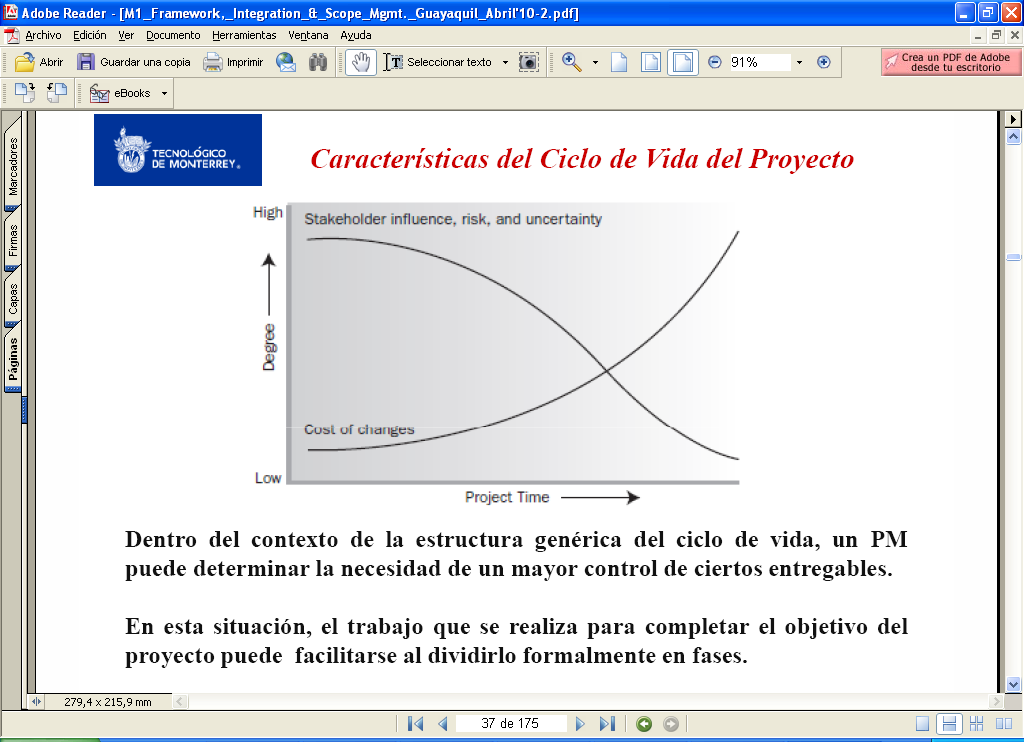 Adobe Reader - [M1_Framework,_Integration_&_Scope_Mgmt._Guayaquil_Abril'10-2.pdf]
Archivo Edición Ver Documento Herramientas Ventana Ayuda
Abrir Guardar una copia Imprimir Seleccionar texto 91% Crea un PDF de Adobe
desde tu escritorio
eBooks
Marcadores
Firmas
Capas
Páginas
TECNOLÓGICO
DE MONTERREY®
Características del Ciclo de Vida del Proyecto
High
Stakeholder influence, risk, and uncertainty
Degree
Cost of changes
Low
Project Time
Dentro del contexto de la estructura genérica del ciclo de vida, un PM
puede determinar la necesidad de un mayor control de ciertos entregables.
En esta situación, el trabajo que se realiza para completar el objetivo del
proyecto puede facilitarse al dividirlo formalmente en fases.
279,4 x 215,9 mm
37 de 175